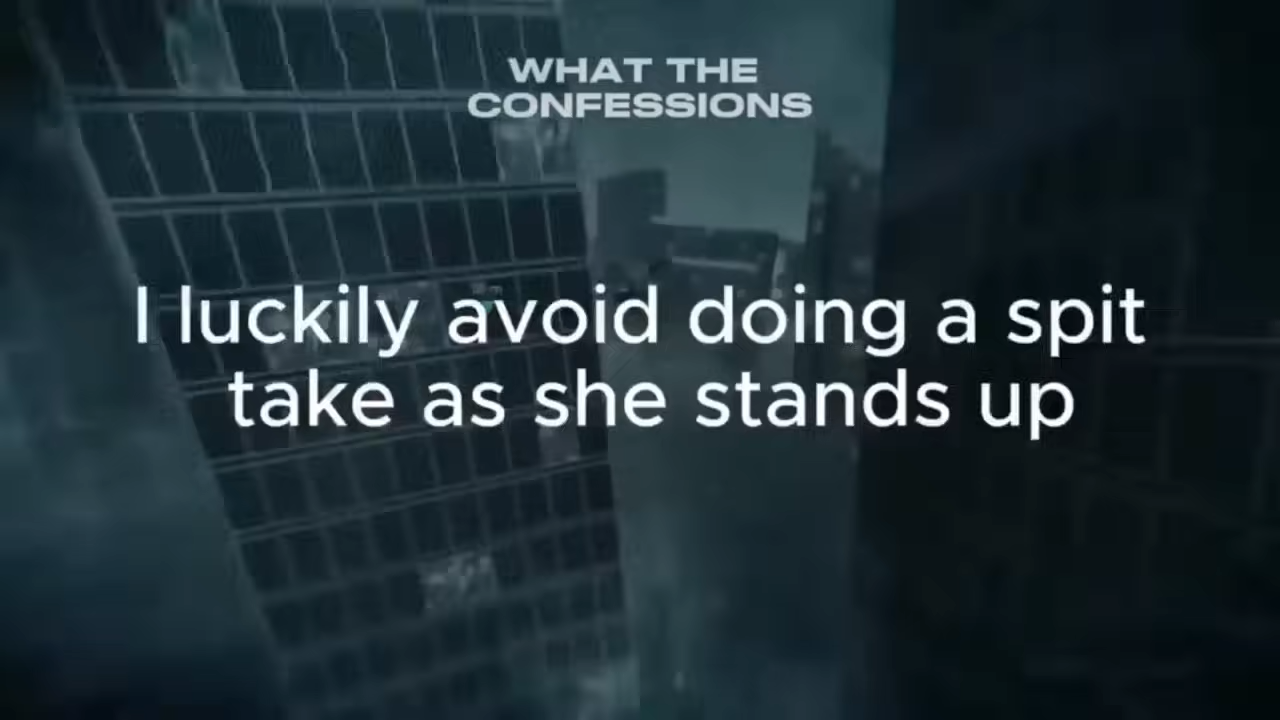 WHAT THE
CONFESSIONS
I luckily avoid doing a spit
take as she stands up